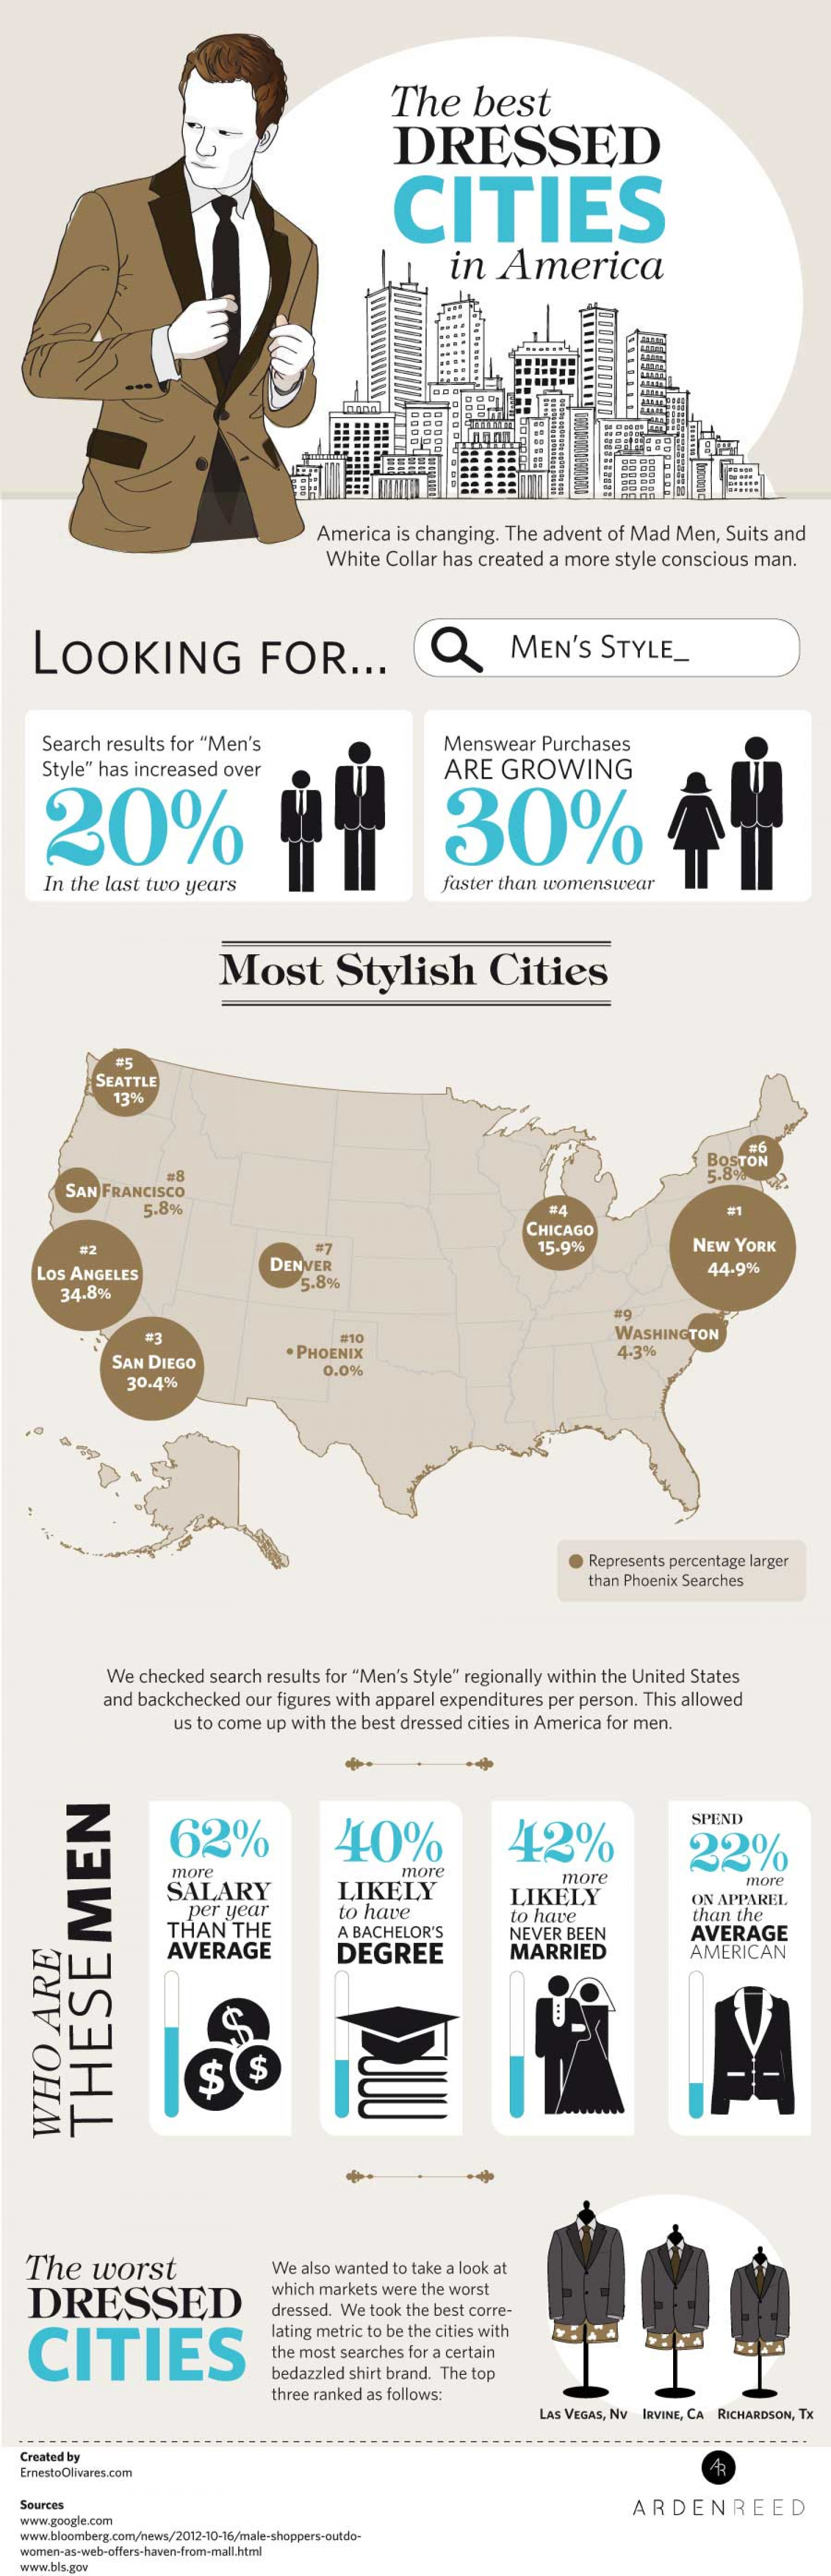 The best
DRESSED
CITIES
in America
America is changing. The advent of Mad Men, Suits and
White Collar has created a more style conscious man.
LOOKING FOR...
MEN'S STYLE_
Search results for "Men's
Style" has increased over
20%
In the last two years
Menswear Purchases
ARE GROWING
30%
faster than womenswear
Most Stylish Cities
#5
SEATTLE
13%
#6
BOSTON
5.8%
#8
SAN FRANCISCO
5.8%
#4
CHICAGO
15.9%
#1
NEW YORK
44.9%
#2
LOS ANGELES
34.8%
#7
DENVER
5.8%
#9
WASHINGTON
4.3%
#3
SAN DIEGO
30.4%
#10
PHOENIX
0.0%
Represents percentage larger
than Phoenix Searches
We checked search results for "Men's Style" regionally within the United States
and backchecked our figures with apparel expenditures per person. This allowed
us to come up with the best dressed cities in America for men.
WHO ARE
THESE MEN
62%
more
SALARY
per year
THAN THE
AVERAGE
$
$
$
40%
more
LIKELY
to have
A BACHELOR'S
DEGREE
42%
more
LIKELY
to have
NEVER BEEN
MARRIED
SPEND
22%
more
ON APPAREL
than the
AVERAGE
AMERICAN
The worst
DRESSED
CITIES
We also wanted to take a look at
which markets were the worst
dressed. We took the best corre-
lating metric to be the cities with
the most searches for a certain
bedazzled shirt brand. The top
three ranked as follows:
LAS VEGAS, NV
IRVINE, CA
RICHARDSON, TX
Created by
ErnestoOlivares.com
Sources
www.google.com
www.bloomberg.com/news/2012-10-16/male-shoppers-outdo-
women-as-web-offers-haven-from-mall.html
www.bls.gov
AR
ARDENREED